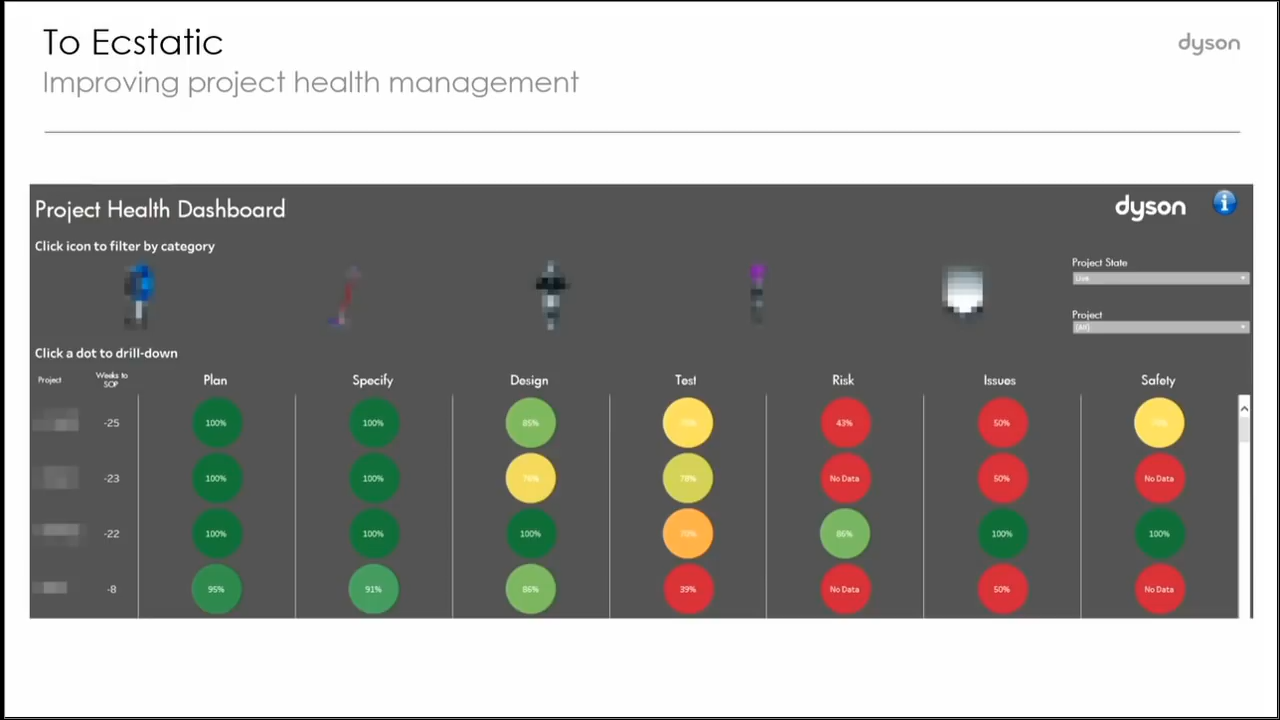 To Ecstatic
dyson
Improving project health management
Project Health Dashboard
dyson
i
Click icon to filter by category
Project State
Live
Project
(All)
Click a dot to drill-down
Project
Weeks to
SOP
Plan
Specify
Design
Test
Risk
Issues
Safety
-25
100%
100%
85%
43%
50%
-23
100%
100%
78%
No Data
50%
No Data
-22
100%
100%
100%
86%
100%
100%
-8
95%
91%
86%
39%
No Data
50%
No Data